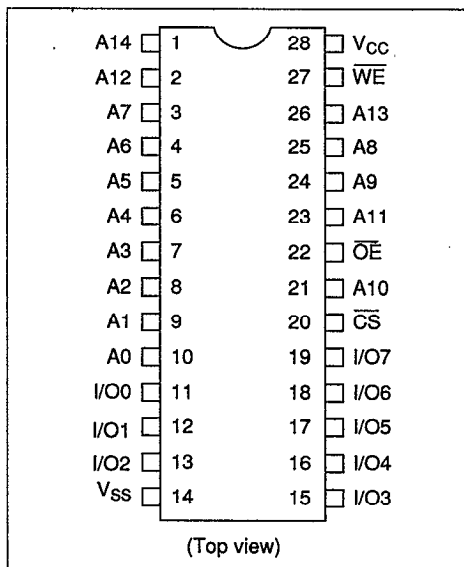 A14 1 28 VCC
A12 2 27 WE
A7 3 26 A13
A6 4 25 A8
A5 5 24 A9
A4 6 23 A11
A3 7 22 OE
A2 8 21 A10
A1 9 20 CS
A0 10 19 I/O7
I/O0 11 18 I/O6
I/O1 12 17 I/O5
I/O2 13 16 I/O4
VSS 14 15 I/O3
(Top view)